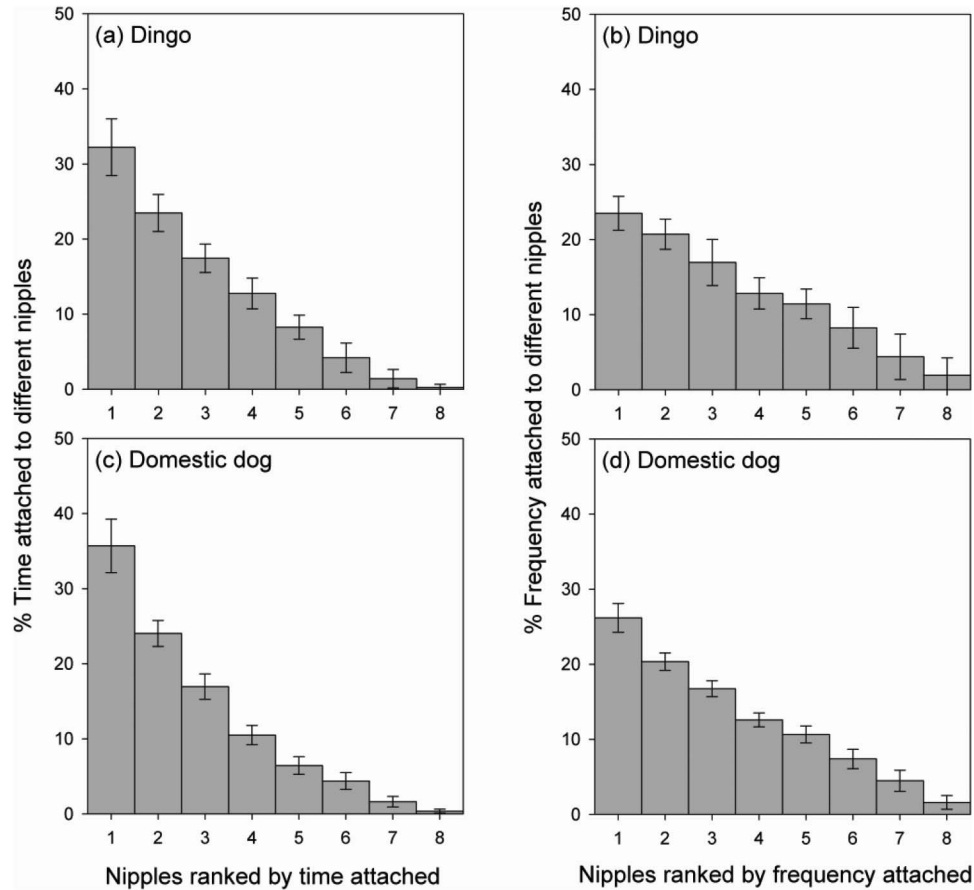 % Time attached to different nipples
% Frequency attached to different nipples
(a) Dingo
50
40
30
20
10
0
1 2 3 4 5 6 7 8
(b) Dingo
50
40
30
20
10
0
1 2 3 4 5 6 7 8
(c) Domestic dog
50
40
30
20
10
0
1 2 3 4 5 6 7 8
Nipples ranked by time attached
(d) Domestic dog
50
40
30
20
10
0
1 2 3 4 5 6 7 8
Nipples ranked by frequency attached